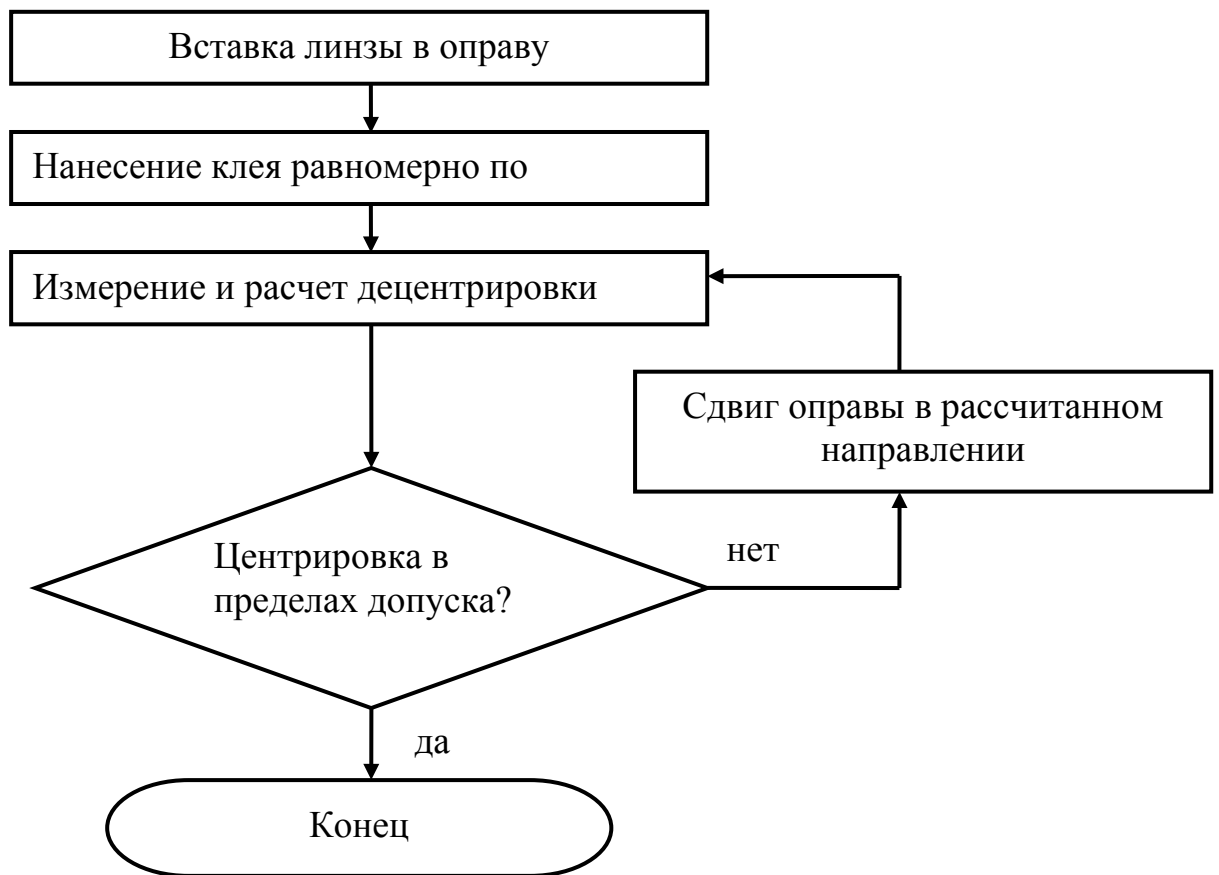 Вставка линзы в оправу
Нанесение клея равномерно по
Измерение и расчет децентрировки
Сдвиг оправы в рассчитанном
направлении
Центрировка в
пределах допуска?
нет
да
Конец